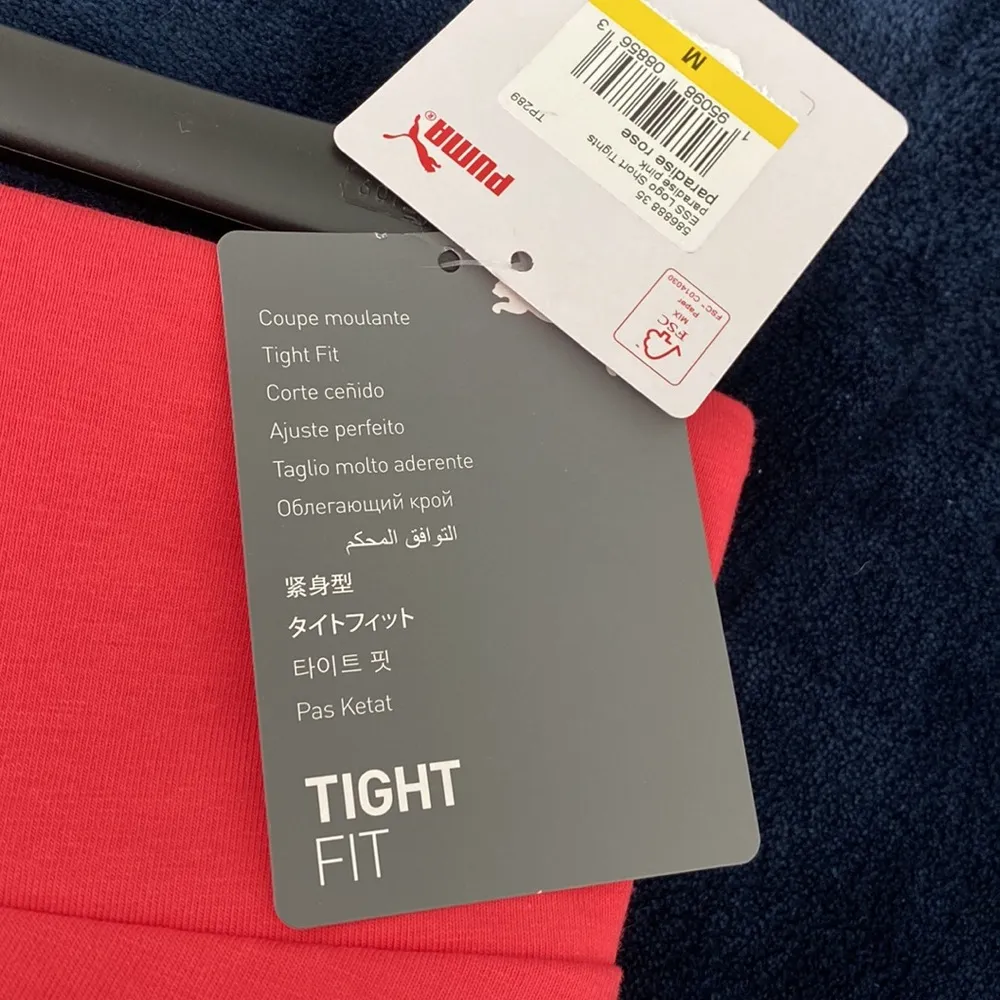 PUMA®
586888 35
ESS Logo Short Tights
paradise pink
paradise rose
1 95098 08856 3
M
TP289
FSC
MIX
Paper
FSC™ C014030
Coupe moulante
Tight Fit
Corte ceñido
Ajuste perfeito
Taglio molto aderente
Облегающий крой
التوافق المحكم
紧身型
タイトフィット
타이트 핏
Pas Ketat
TIGHT
FIT